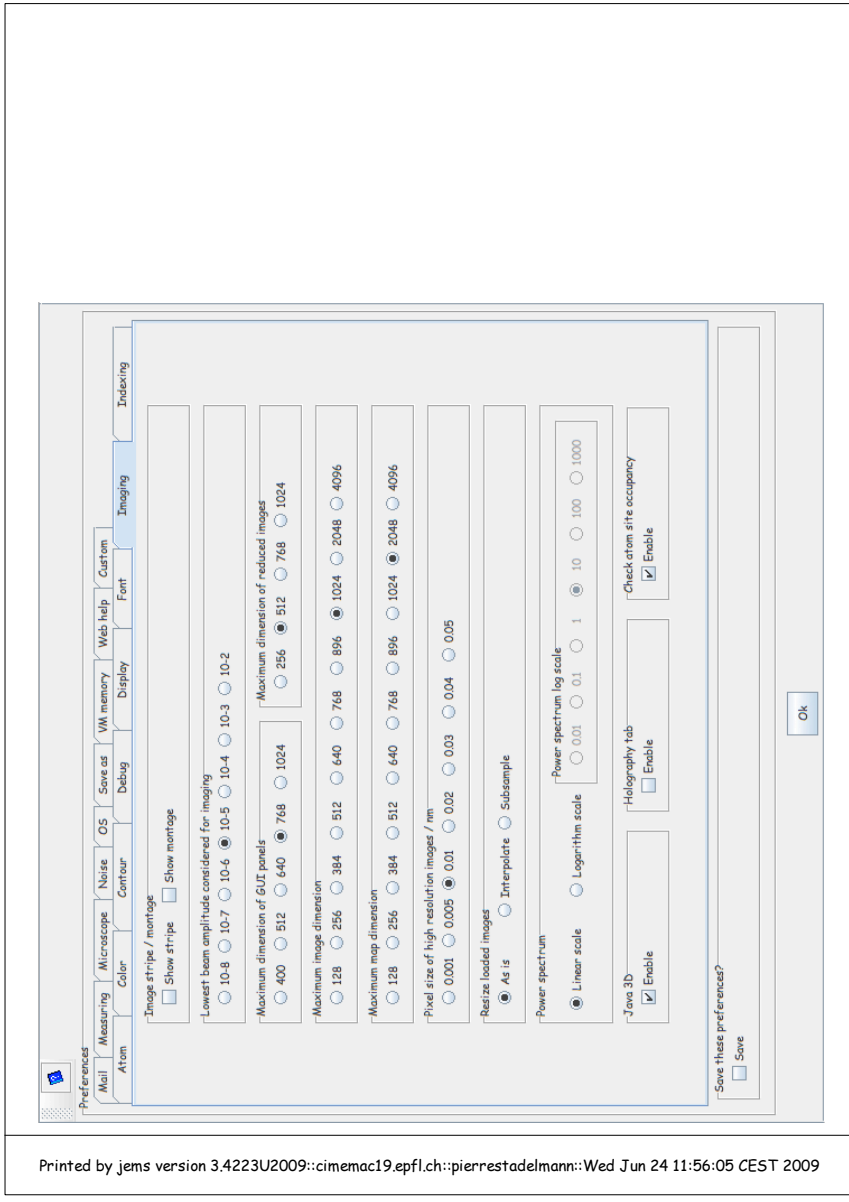 Preferences
Mail Measuring Microscope Noise OS Save as VM memory Web help Custom
Atom Color Contour Debug Display Font Imaging Indexing
Image stripe / montage
Show stripe Show montage
Lowest beam amplitude considered for imaging
10-8 10-7 10-6 10-5 10-4 10-3 10-2
Maximum dimension of GUI panels
400 512 640 768 1024
Maximum dimension of reduced images
256 512 768 1024
Maximum image dimension
128 256 384 512 640 768 896 1024 2048 4096
Maximum map dimension
128 256 384 512 640 768 896 1024 2048 4096
Pixel size of high resolution images / nm
0.001 0.005 0.01 0.02 0.03 0.04 0.05
Resize loaded images
As is Interpolate Subsample
Power spectrum
Linear scale Logarithm scale
Power spectrum log scale
0.01 0.1 1 10 100 1000
Java 3D
Enable
Holography tab
Enable
Check atom site occupancy
Enable
Save these preferences?
Save
Ok
Printed by jems version 3.4223U2009::cimemac19.epfl.ch::pierrestadelmann::Wed Jun 24 11:56:05 CEST 2009